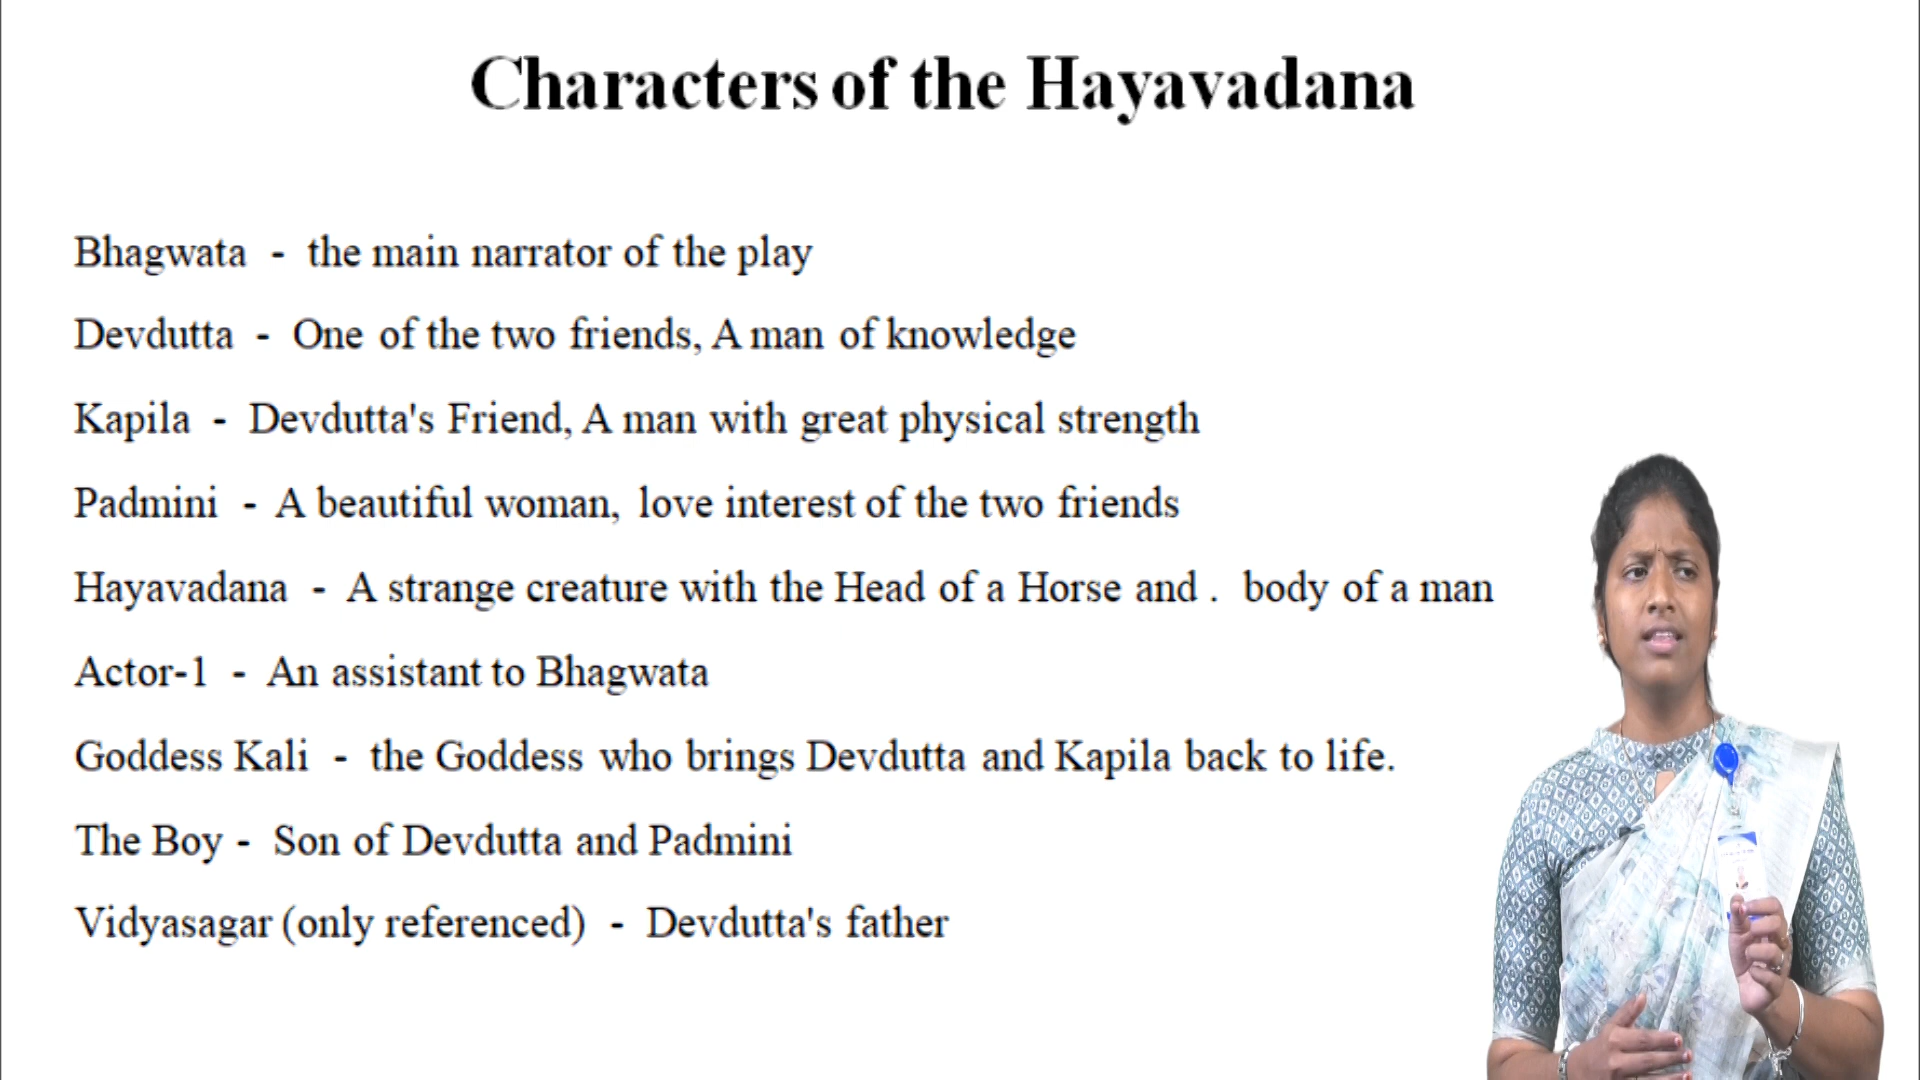 Characters of the Hayavadana
Bhagwata - the main narrator of the play
Devdutta - One of the two friends, A man of knowledge
Kapila - Devdutta's Friend, A man with great physical strength
Padmini - A beautiful woman, love interest of the two friends
Hayavadana - A strange creature with the Head of a Horse and . body of a man
Actor-1 - An assistant to Bhagwata
Goddess Kali - the Goddess who brings Devdutta and Kapila back to life.
The Boy - Son of Devdutta and Padmini
Vidyasagar (only referenced) - Devdutta's father